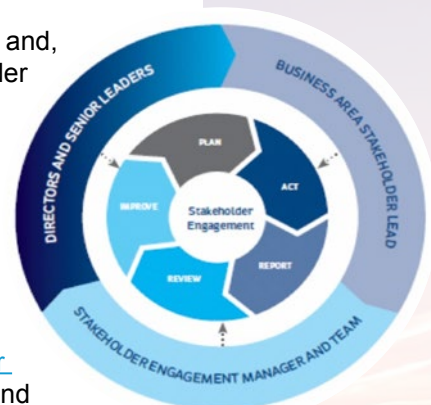 and,
der
DIRECTORS AND SENIOR LEADERS
BUSINESS AREA STAKEHOLDER LEAD
PLAN
ACT
IMPROVE
Stakeholder
Engagement
REPORT
REVIEW
STAKEHOLDER ENGAGEMENT MANAGER AND TEAM
r
nd